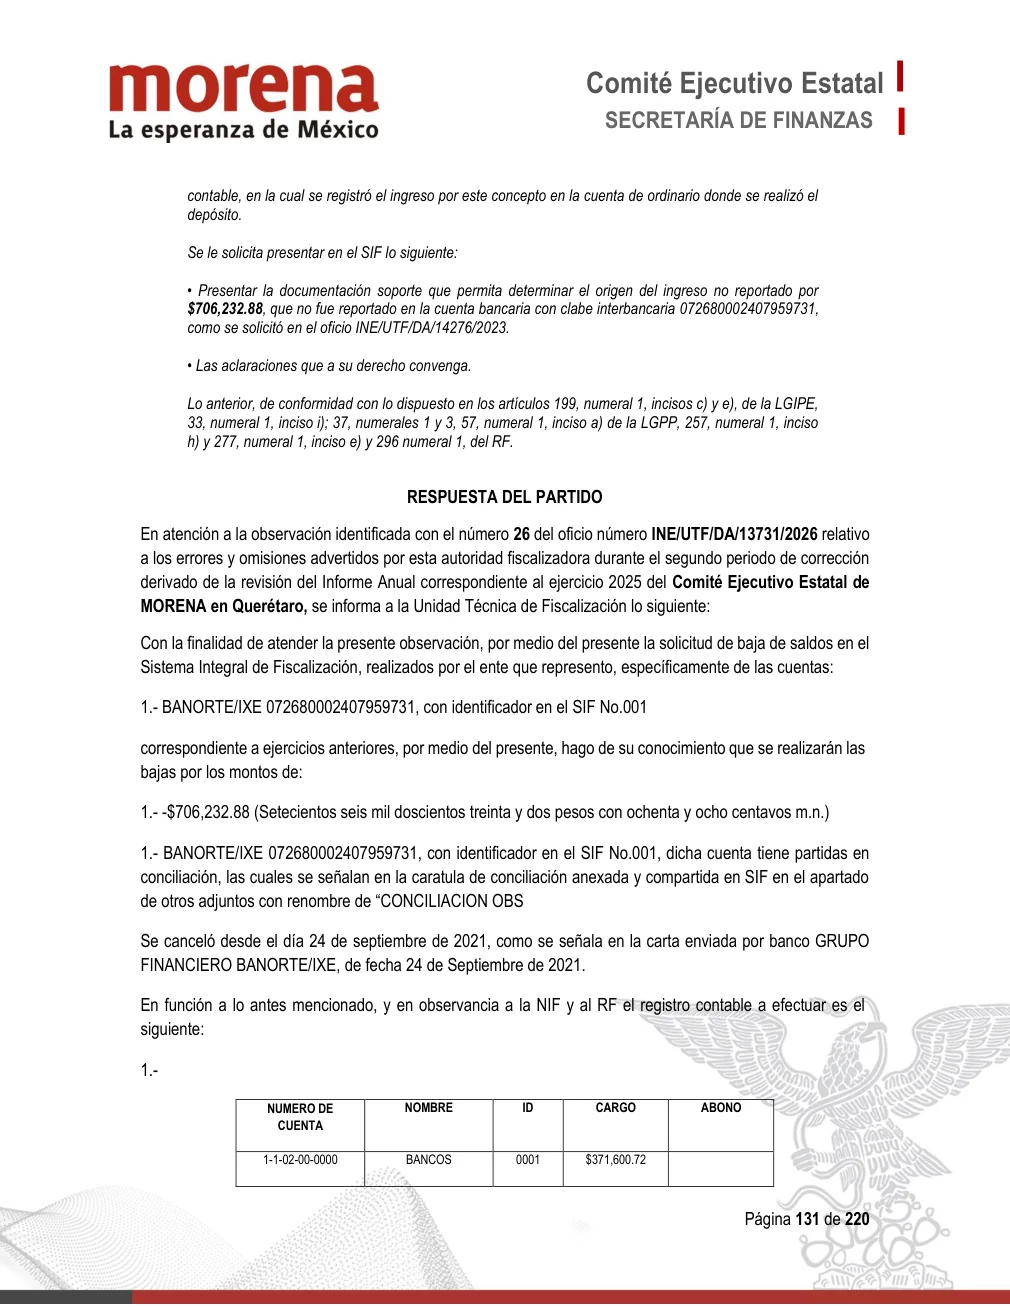 morena
La esperanza de México
Comité Ejecutivo Estatal
SECRETARÍA DE FINANZAS
contable, en la cual se registró el ingreso por este concepto en la cuenta de ordinario donde se realizó el
depósito.
Se le solicita presentar en el SIF lo siguiente:
• Presentar la documentación soporte que permita determinar el origen del ingreso no reportado por
$706,232.88, que no fue reportado en la cuenta bancaria con clabe interbancaria 072680002407959731,
como se solicitó en el oficio INE/UTF/DA/14276/2023.
• Las aclaraciones que a su derecho convenga.
Lo anterior, de conformidad con lo dispuesto en los artículos 199, numeral 1, incisos c) y e), de la LGIPE,
33, numeral 1, inciso i); 37, numerales 1 y 3, 57, numeral 1, inciso a) de la LGPP, 257, numeral 1, inciso
h) y 277, numeral 1, inciso e) y 296 numeral 1, del RF.
RESPUESTA DEL PARTIDO
En atención a la observación identificada con el número 26 del oficio número INE/UTF/DA/13731/2026 relativo
a los errores y omisiones advertidos por esta autoridad fiscalizadora durante el segundo periodo de corrección
derivado de la revisión del Informe Anual correspondiente al ejercicio 2025 del Comité Ejecutivo Estatal de
MORENA en Querétaro, se informa a la Unidad Técnica de Fiscalización lo siguiente:
Con la finalidad de atender la presente observación, por medio del presente la solicitud de baja de saldos en el
Sistema Integral de Fiscalización, realizados por el ente que represento, específicamente de las cuentas:
1.- BANORTE/IXE 072680002407959731, con identificador en el SIF No.001
correspondiente a ejercicios anteriores, por medio del presente, hago de su conocimiento que se realizarán las
bajas por los montos de:
1.- -$706,232.88 (Setecientos seis mil doscientos treinta y dos pesos con ochenta y ocho centavos m.n.)
1.- BANORTE/IXE 072680002407959731, con identificador en el SIF No.001, dicha cuenta tiene partidas en
conciliación, las cuales se señalan en la caratula de conciliación anexada y compartida en SIF en el apartado
de otros adjuntos con renombre de “CONCILIACION OBS
Se canceló desde el día 24 de septiembre de 2021, como se señala en la carta enviada por banco GRUPO
FINANCIERO BANORTE/IXE, de fecha 24 de Septiembre de 2021.
En función a lo antes mencionado, y en observancia a la NIF y al RF el registro contable a efectuar es el
siguiente:
1.-
NUMERO DE CUENTA NOMBRE ID CARGO ABONO
1-1-02-00-0000 BANCOS 0001 $371,600.72
Página 131 de 220